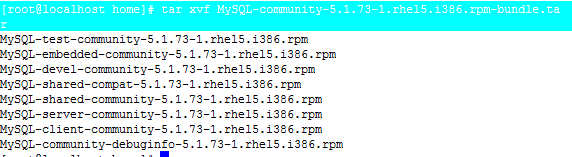 [root@localhost home]# tar xvf MySQL-community-5.1.73-1.rhel5.i386.rpm-bundle.ta
r
MySQL-test-community-5.1.73-1.rhel5.i386.rpm
MySQL-embedded-community-5.1.73-1.rhel5.i386.rpm
MySQL-devel-community-5.1.73-1.rhel5.i386.rpm
MySQL-shared-compat-5.1.73-1.rhel5.i386.rpm
MySQL-shared-community-5.1.73-1.rhel5.i386.rpm
MySQL-server-community-5.1.73-1.rhel5.i386.rpm
MySQL-client-community-5.1.73-1.rhel5.i386.rpm
MySQL-community-debuginfo-5.1.73-1.rhel5.i386.rpm